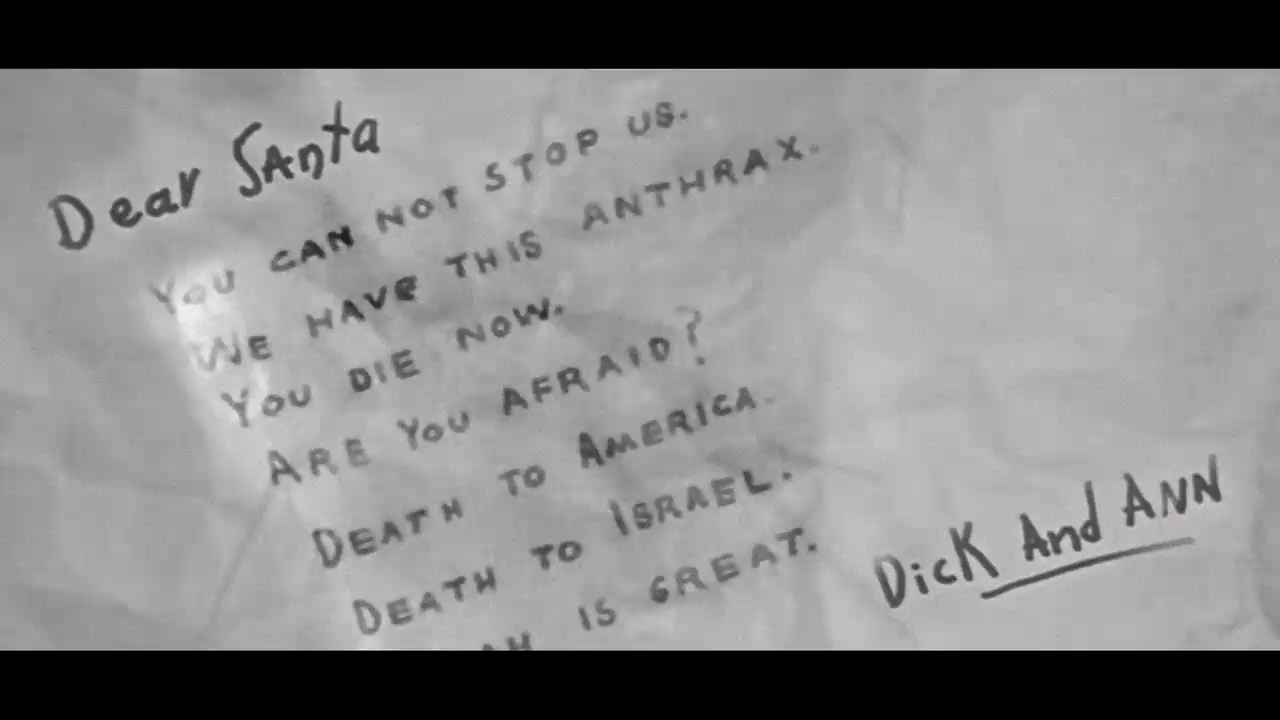 Dear Santa
YOU CAN NOT STOP US.
WE HAVE THIS ANTHRAX.
YOU DIE NOW.
ARE YOU AFRAID?
DEATH TO AMERICA.
DEATH TO ISRAEL.
IS GREAT.
Dick And Ann